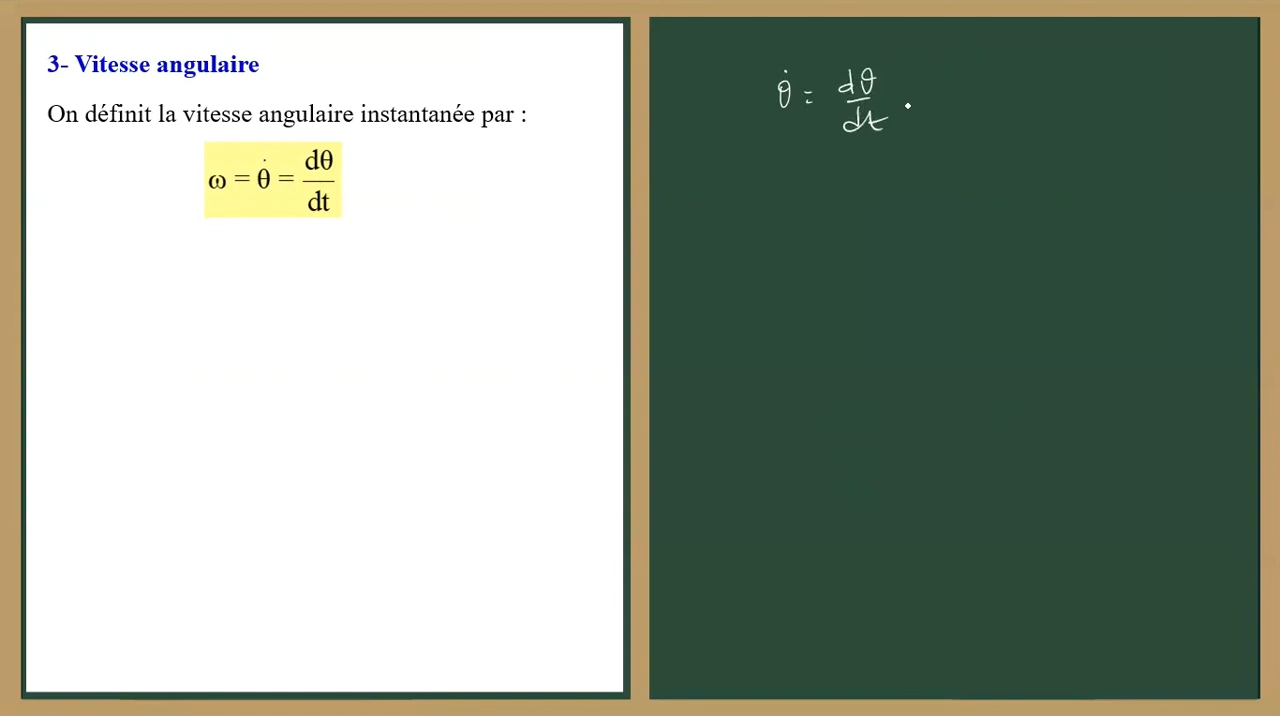 3- Vitesse angulaire
On définit la vitesse angulaire instantanée par :
ω = θ̇ = dθ/dt
θ̇ = dθ/dt